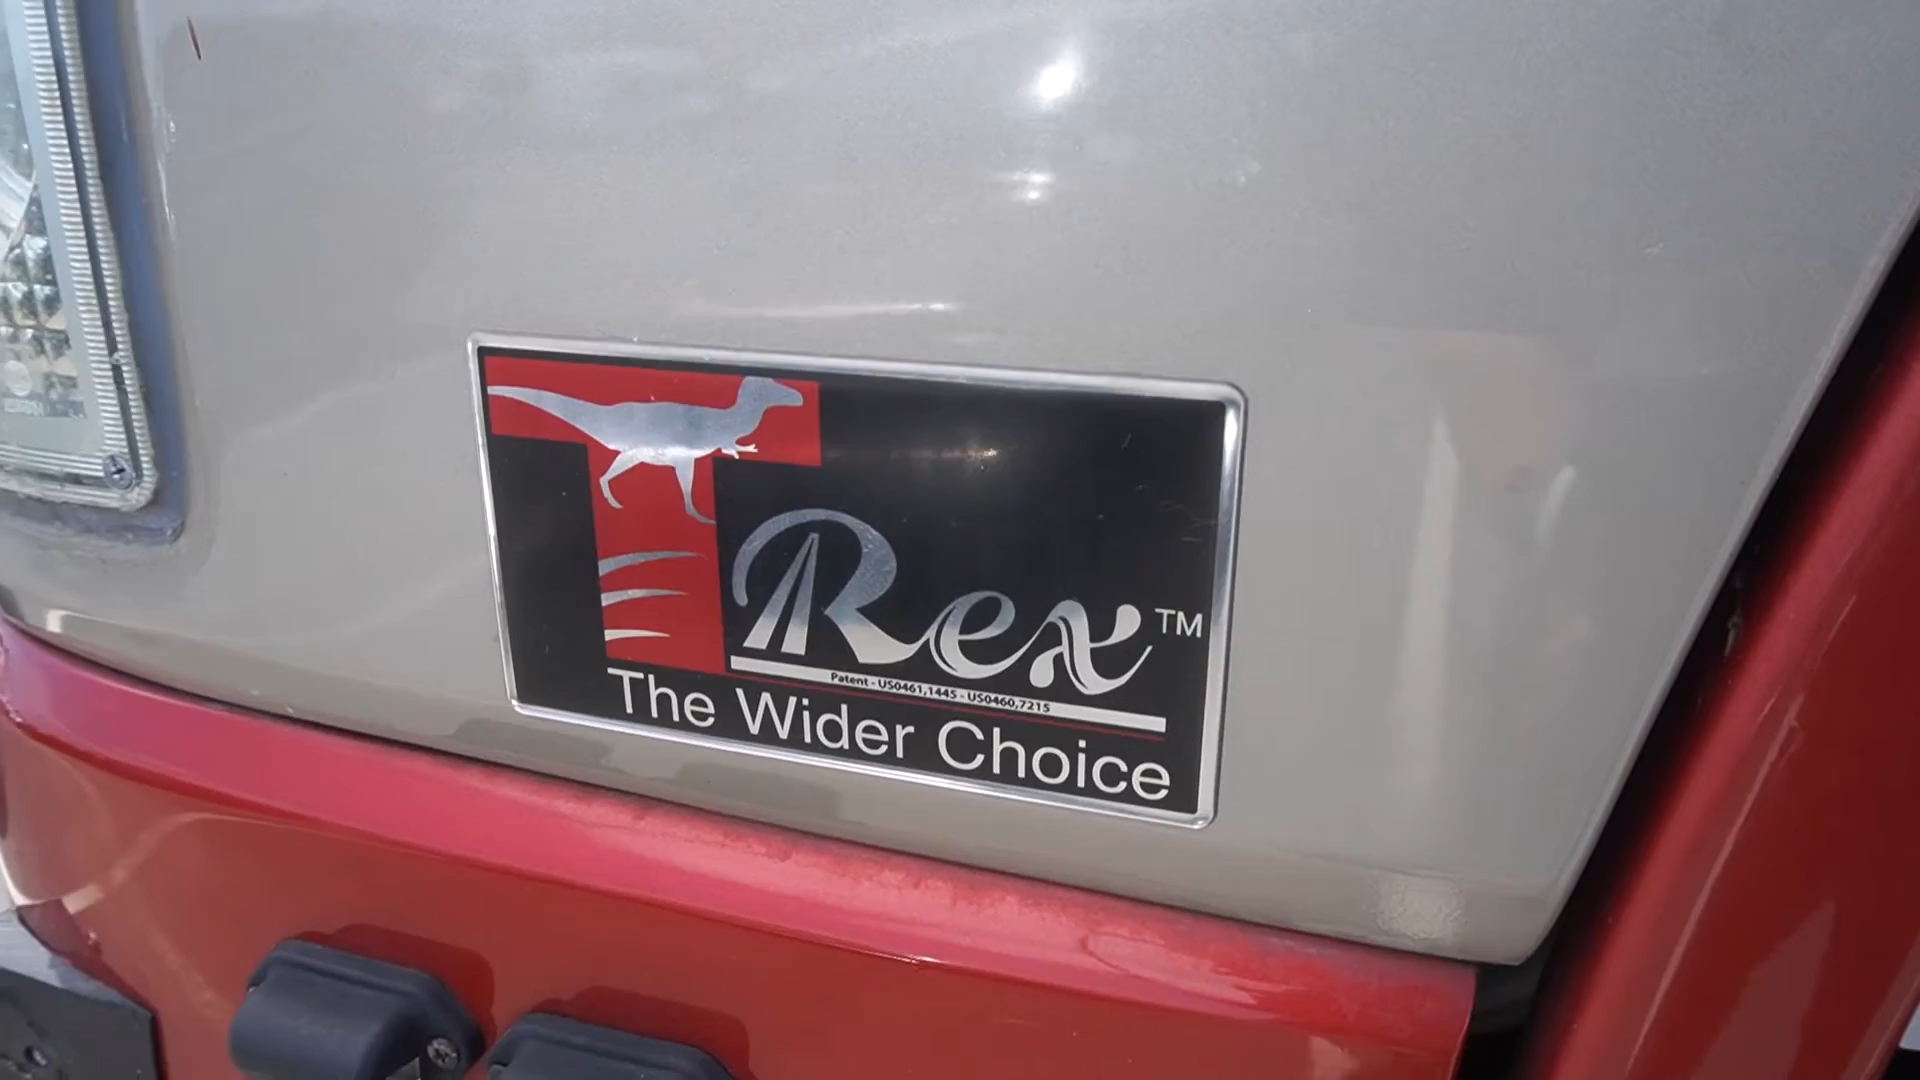 T Rex™
Patent - US0461,1445 - US0460,7215
The Wider Choice